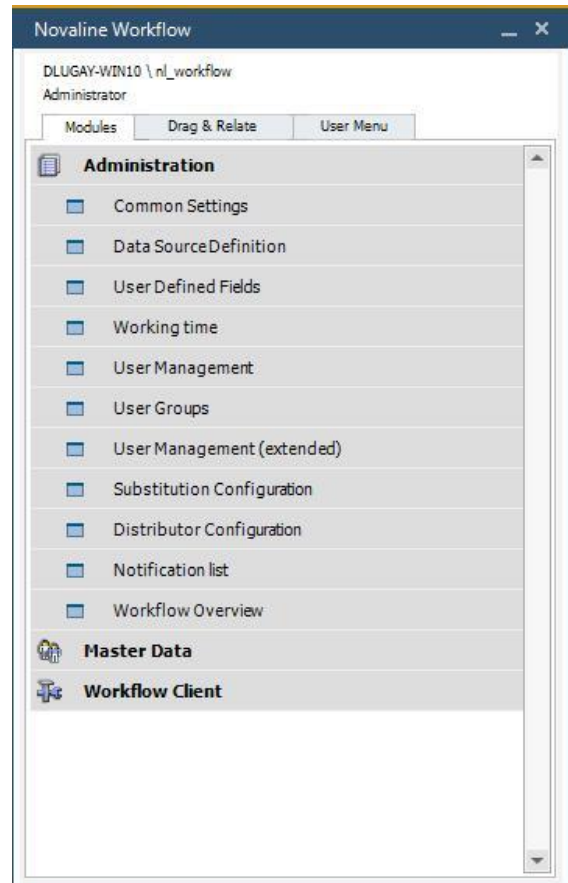 Novaline Workflow
DLUGAY-WIN10 \ nl_workflow
Administrator
Modules Drag & Relate User Menu
Administration
Common Settings
Data Source Definition
User Defined Fields
Working time
User Management
User Groups
User Management (extended)
Substitution Configuration
Distributor Configuration
Notification list
Workflow Overview
Master Data
Workflow Client